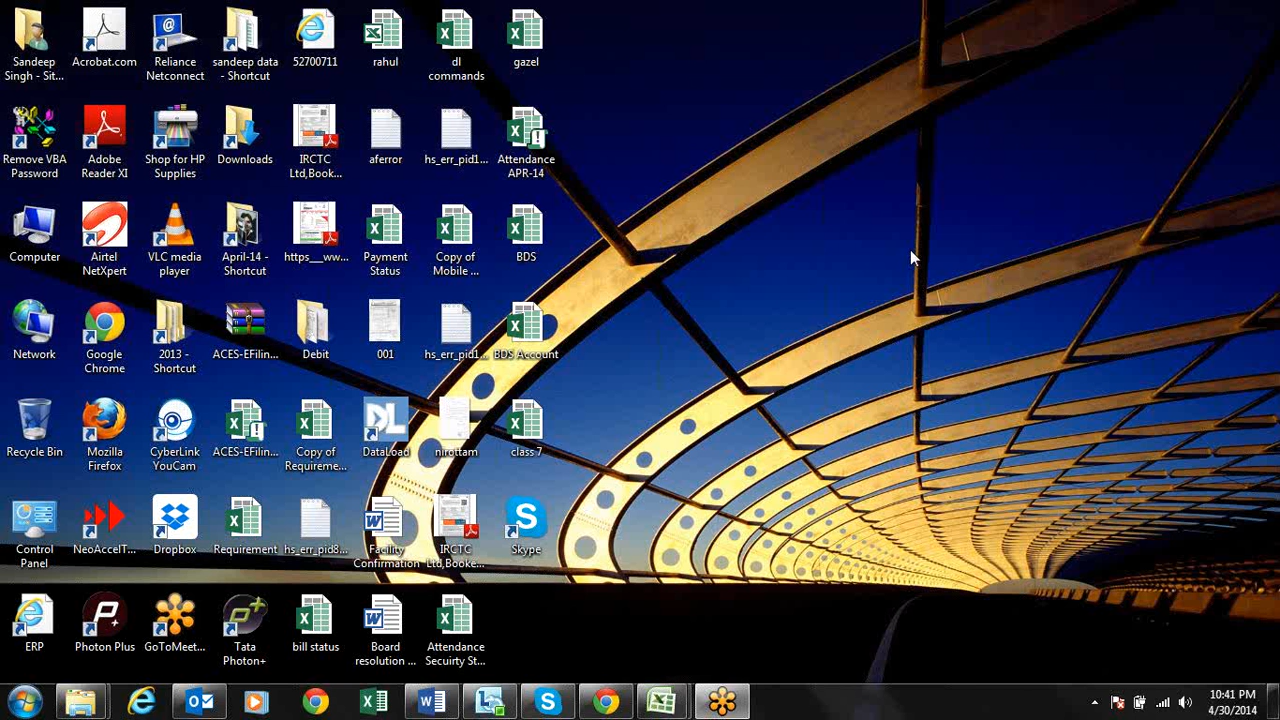 Sandeep
Singh - Sit...
Acrobat.com
Reliance
Netconnect
sandeep data
- Shortcut
52700711
rahul
dl
commands
gazel
Remove VBA
Password
Adobe
Reader XI
Shop for HP
Supplies
Downloads
IRCTC
Ltd,Book...
aferror
hs_err_pid1...
Attendance
APR-14
Computer
Airtel
NetXpert
VLC media
player
April-14 -
Shortcut
https___ww...
Payment
Status
Copy of
Mobile ...
BDS
Network
Google
Chrome
2013 -
Shortcut
ACES-EFilin...
Debit
001
hs_err_pid1...
BDS Account
Recycle Bin
Mozilla
Firefox
CyberLink
YouCam
ACES-EFilin...
Copy of
Requireme...
DataLoad
nirottam
class 7
Control
Panel
NeoAccelT...
Dropbox
Requirement
hs_err_pid8...
Facility
Confirmation
IRCTC
Ltd,Booke...
Skype
ERP
Photon Plus
GoToMeet...
Tata
Photon+
bill status
Board
resolution ...
Attendance
Secuirty St...
10:41 PM
4/30/2014